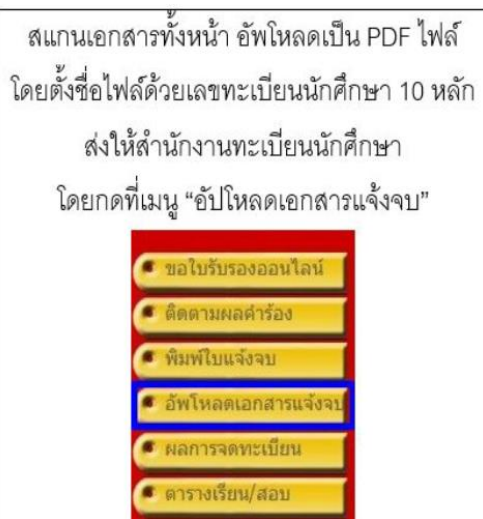 สแกนเอกสารทั้งหน้า อัพโหลดเป็น PDF ไฟล์
โดยตั้งชื่อไฟล์ด้วยเลขทะเบียนนักศึกษา 10 หลัก
ส่งให้สำนักงานทะเบียนนักศึกษา
โดยกดที่เมนู “อัปโหลดเอกสารแจ้งจบ”
ขอใบรับรองออนไลน์
ติดตามผลคำร้อง
พิมพ์ใบแจ้งจบ
อัพโหลดเอกสารแจ้งจบ
ผลการจดทะเบียน
ตารางเรียน/สอบ